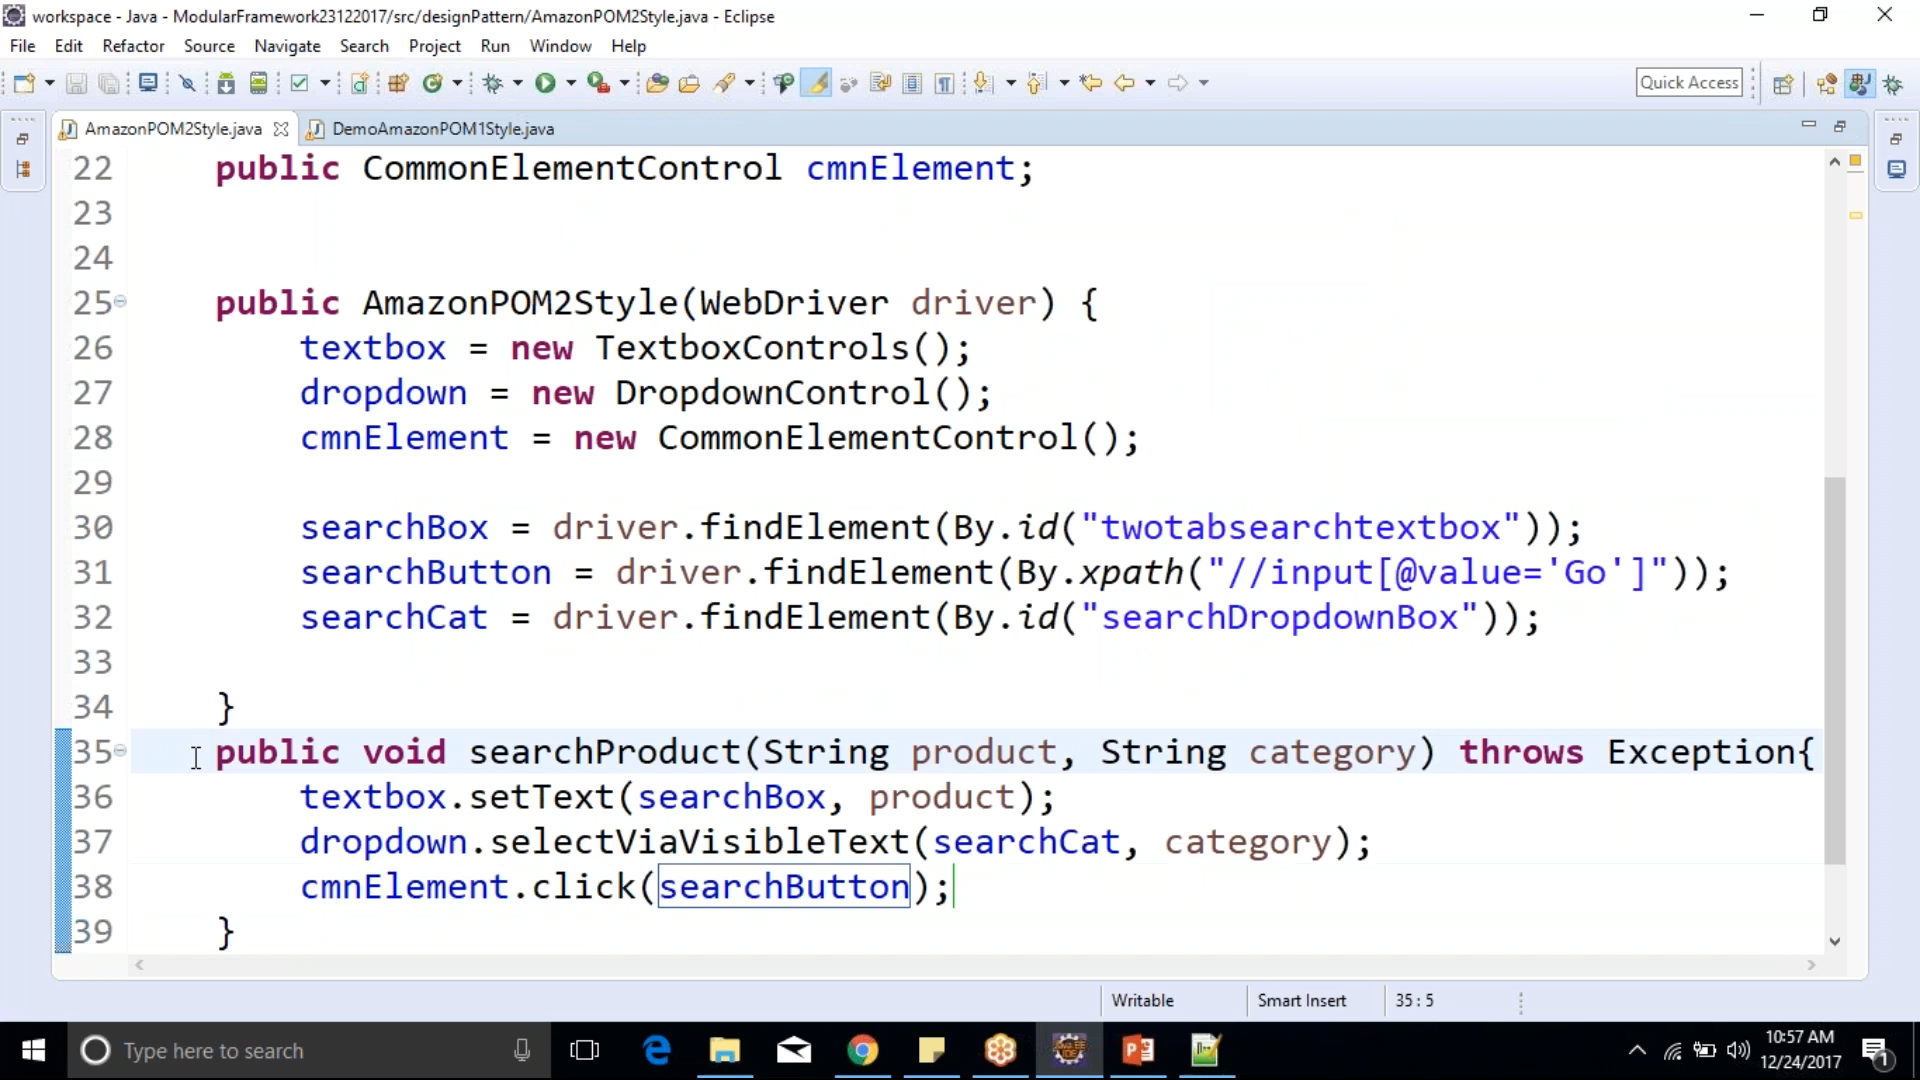 workspace - Java - ModularFramework23122017/src/designPattern/AmazonPOM2Style.java - Eclipse
File Edit Refactor Source Navigate Search Project Run Window Help
Quick Access
AmazonPOM2Style.java DemoAmazonPOM1Style.java
22 public CommonElementControl cmnElement;
23
24
25 public AmazonPOM2Style(WebDriver driver) {
26 textbox = new TextboxControls();
27 dropdown = new DropdownControl();
28 cmnElement = new CommonElementControl();
29
30 searchBox = driver.findElement(By.id("twotabsearchtextbox"));
31 searchButton = driver.findElement(By.xpath("//input[@value='Go']"));
32 searchCat = driver.findElement(By.id("searchDropdownBox"));
33
34 }
35 public void searchProduct(String product, String category) throws Exception{
36 textbox.setText(searchBox, product);
37 dropdown.selectViaVisibleText(searchCat, category);
38 cmnElement.click(searchButton);
39 }
Writable Smart Insert 35 : 5
Type here to search
10:57 AM
12/24/2017
1